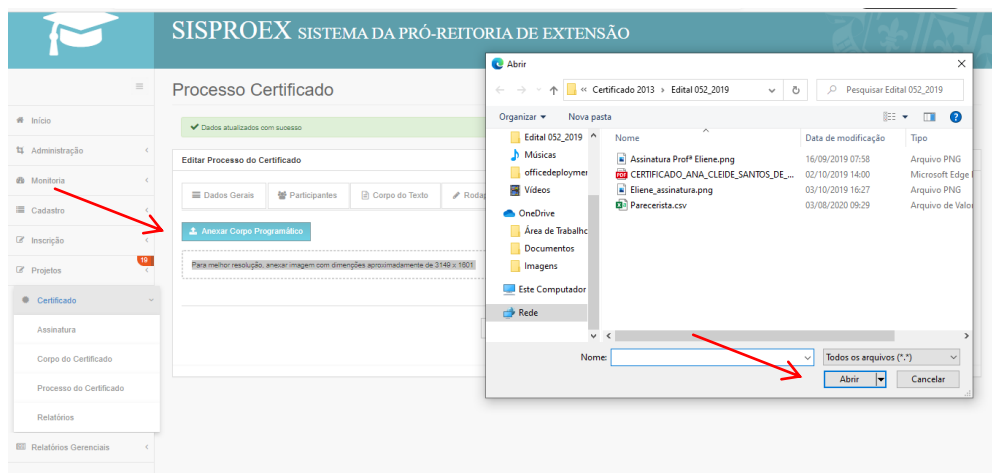 SISPROEX SISTEMA DA PRÓ-REITORIA DE EXTENSÃO
Início
Administração
Monitoria
Cadastro
Inscrição
Projetos
19
Certificado
Assinatura
Corpo do Certificado
Processo do Certificado
Relatórios
Relatórios Gerenciais
Processo Certificado
Dados atualizados com sucesso
Editar Processo do Certificado
Dados Gerais Participantes Corpo do Texto Rodap
Anexar Corpo Programático
Para melhor resolução, anexar imagem com dimenções aproximadamente de 3149 x 1601
Abrir
« Certificado 2013 › Edital 052_2019 Pesquisar Edital 052_2019
Organizar Nova pasta
Edital 052_2019
Músicas
officedeploymer
Vídeos
OneDrive
Área de Trabalho
Documentos
Imagens
Este Computador
Rede
Nome Data de modificação Tipo
Assinatura Profª Eliene.png 16/09/2019 07:58 Arquivo PNG
CERTIFICADO_ANA_CLEIDE_SANTOS_DE_... 02/10/2019 14:00 Microsoft Edge
Eliene_assinatura.png 03/10/2019 16:27 Arquivo PNG
Parecerista.csv 03/08/2020 09:29 Arquivo de Valor
Nome: Todos os arquivos (*.*)
Abrir Cancelar